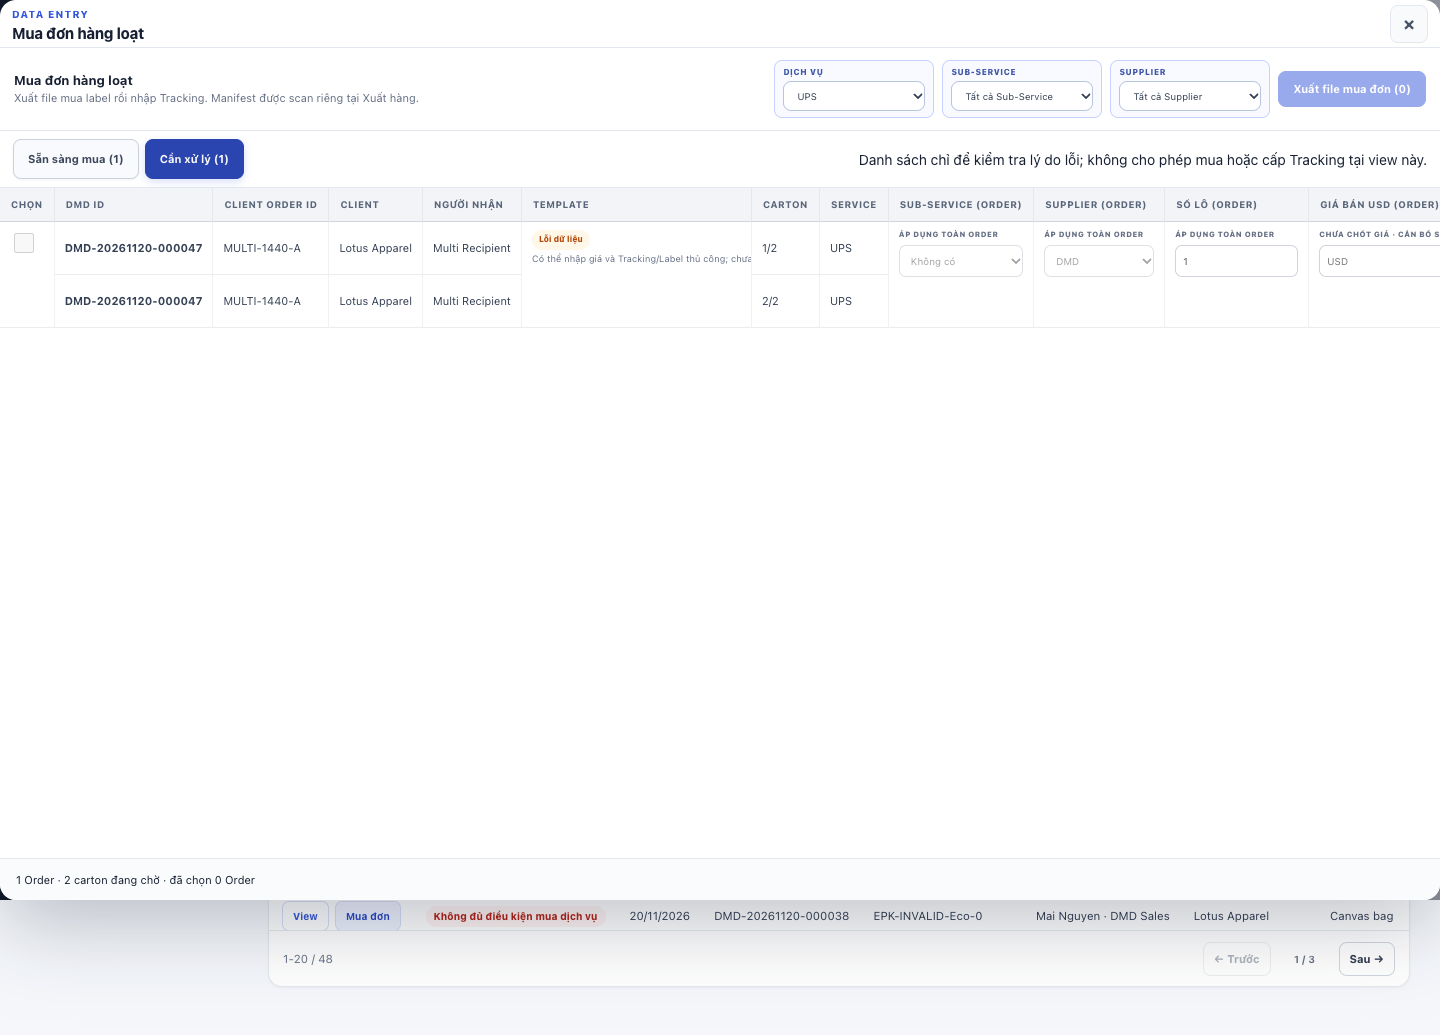 DATA ENTRY
Mua đơn hàng loạt
×
Mua đơn hàng loạt
Xuất file mua label rồi nhập Tracking. Manifest được scan riêng tại Xuất hàng.
DỊCH VỤ
UPS
SUB-SERVICE
Tất cả Sub-Service
SUPPLIER
Tất cả Supplier
Xuất file mua đơn (0)
Sẵn sàng mua (1)
Cần xử lý (1)
Danh sách chỉ để kiểm tra lý do lỗi; không cho phép mua hoặc cấp Tracking tại view này.
CHỌN DMD ID CLIENT ORDER ID CLIENT NGƯỜI NHẬN TEMPLATE CARTON SERVICE SUB-SERVICE (ORDER) SUPPLIER (ORDER) SỐ LÔ (ORDER) GIÁ BÁN USD (ORDER)
DMD-20261120-000047 MULTI-1440-A Lotus Apparel Multi Recipient
Lỗi dữ liệu
Có thể nhập giá và Tracking/Label thủ công; chưa
1/2 UPS
ÁP DỤNG TOÀN ORDER
Không có
ÁP DỤNG TOÀN ORDER
DMD
ÁP DỤNG TOÀN ORDER
1
CHƯA CHỐT GIÁ · CẦN BỔ S
USD
DMD-20261120-000047 MULTI-1440-A Lotus Apparel Multi Recipient 2/2 UPS
1 Order · 2 carton đang chờ · đã chọn 0 Order
View Mua đơn Không đủ điều kiện mua dịch vụ 20/11/2026 DMD-20261120-000038 EPK-INVALID-Eco-0 Mai Nguyen · DMD Sales Lotus Apparel Canvas bag
1-20 / 48
← Trước
1 / 3
Sau →